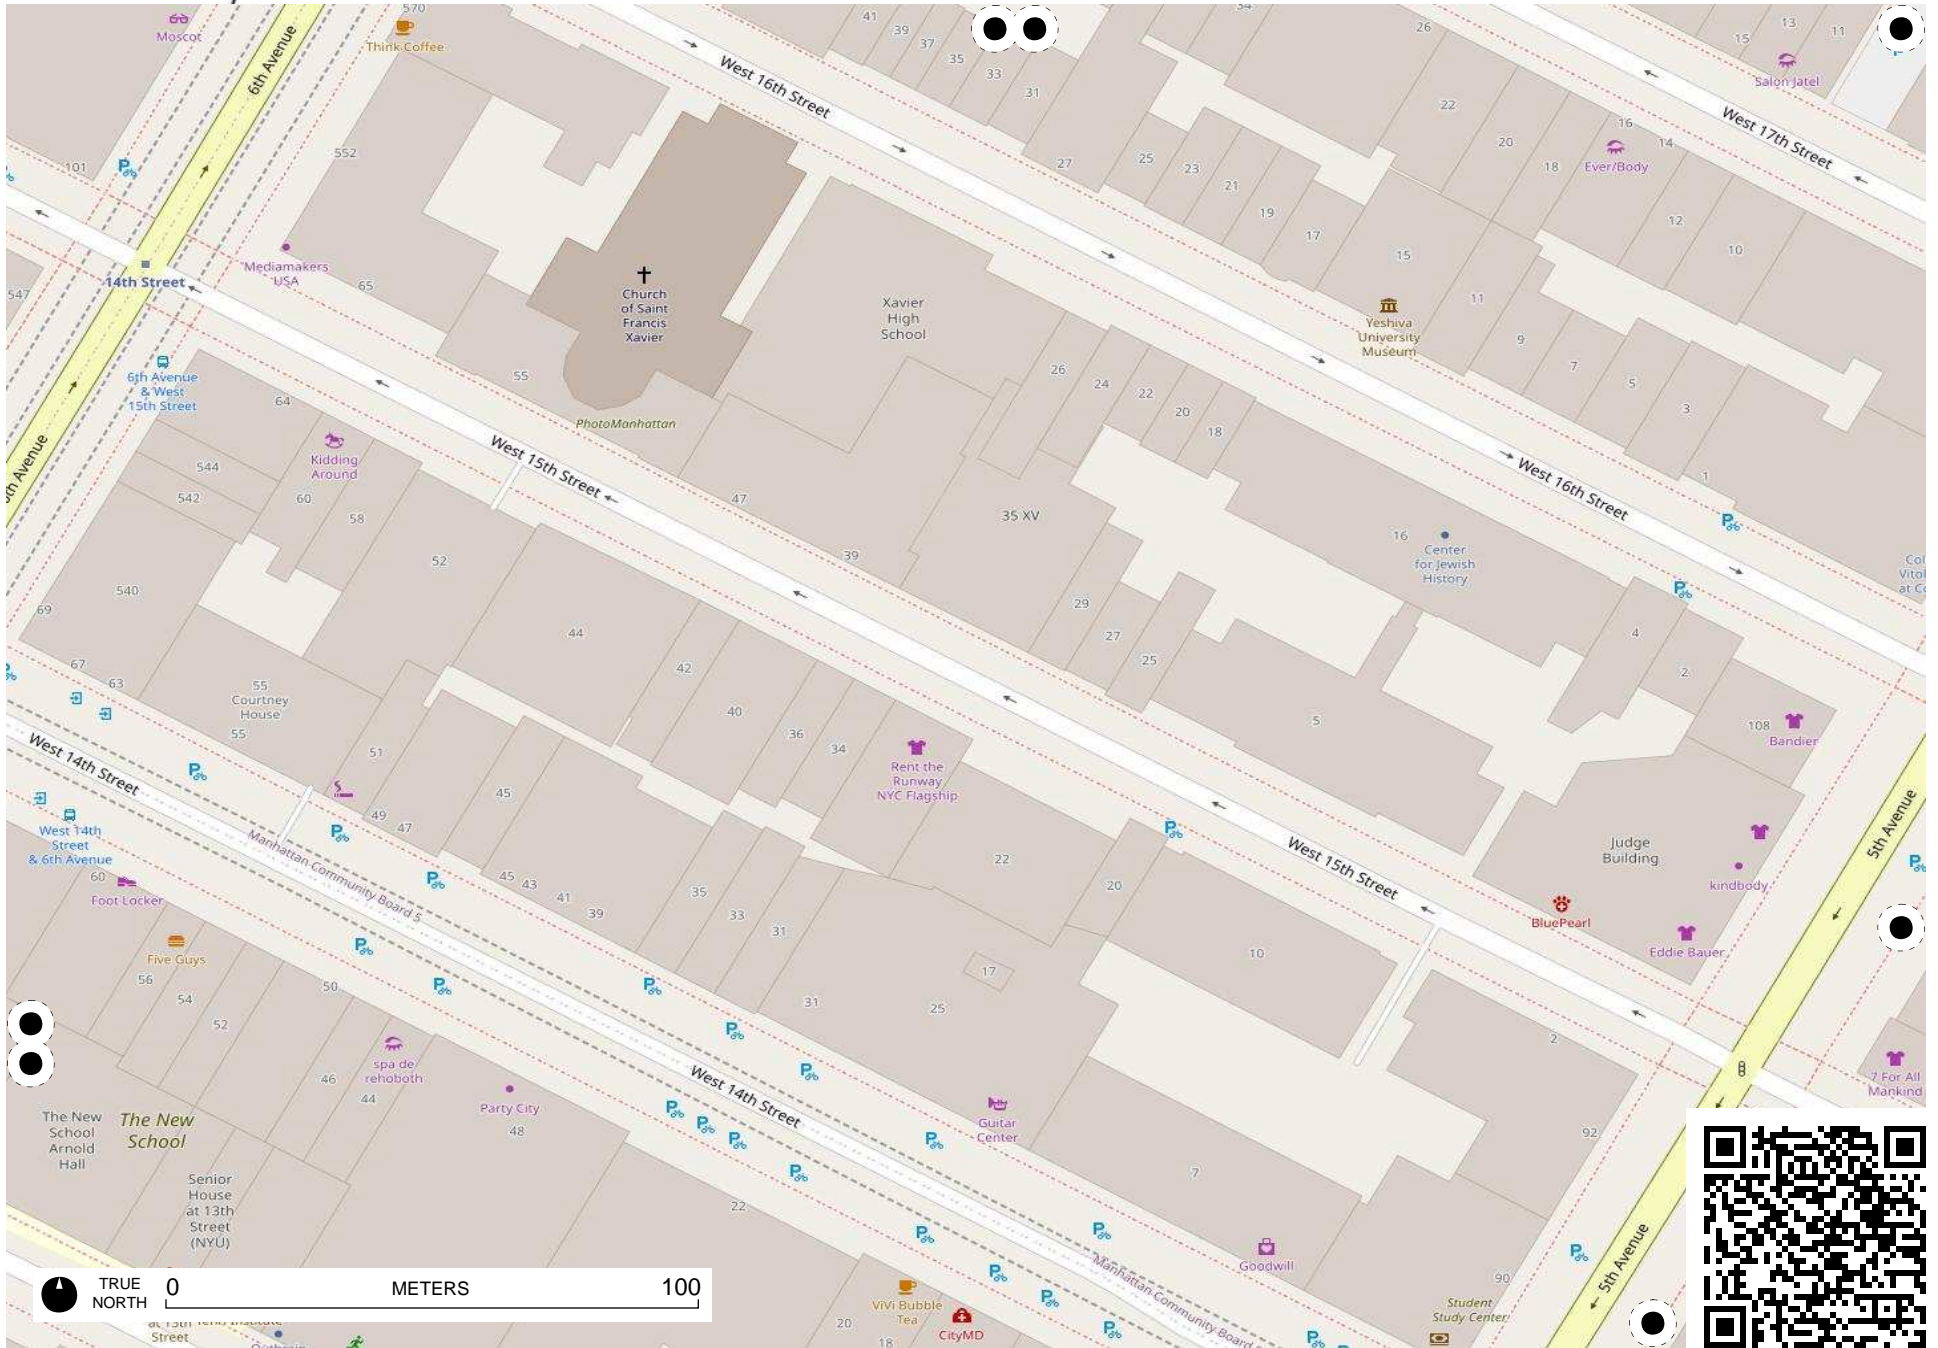 570
Moscot
Think Coffee
6th Avenue
41
39
37
35
33
31
34
26
13
15
11
Salon Jatel
West 16th Street
West 17th Street
22
20
18
16
14
Ever/Body
12
10
552
101
27
25
23
21
19
17
15
11
9
7
5
3
1
Yeshiva
University
Museum
547
14th Street
Mediamakers
USA
65
Church
of Saint
Francis
Xavier
Xavier
High
School
6th Avenue
& West
15th Street
55
PhotoManhattan
64
26
24
22
20
18
Kidding
Around
544
542
60
58
West 15th Street
47
35 XV
39
West 16th Street
16
Center
for Jewish
History
52
540
69
44
29
27
25
4
2
67
63
55
Courtney
House
55
42
40
36
34
5
108
Bandier
51
West 14th Street
Rent the
Runway
NYC Flagship
45
49
47
West 14th
Street
& 6th Avenue
Manhattan Community Board 5
West 15th Street
Judge
Building
5th Avenue
kindbody
60
Foot Locker
45
43
41
39
35
33
31
22
20
BluePearl
Eddie Bauer
10
Five Guys
56
54
52
50
17
31
25
2
7 For All
Mankind
spa de
rehoboth
46
44
Party City
48
West 14th Street
Guitar
Center
92
The New
School
Arnold
Hall
The New
School
Senior
House
at 13th
Street
(NYU)
22
7
Goodwill
5th Avenue
90
Manhattan Community Board
Student
Study Center
ViVi Bubble
Tea
CityMD
20
18
TRUE
NORTH
0
METERS
100
Street